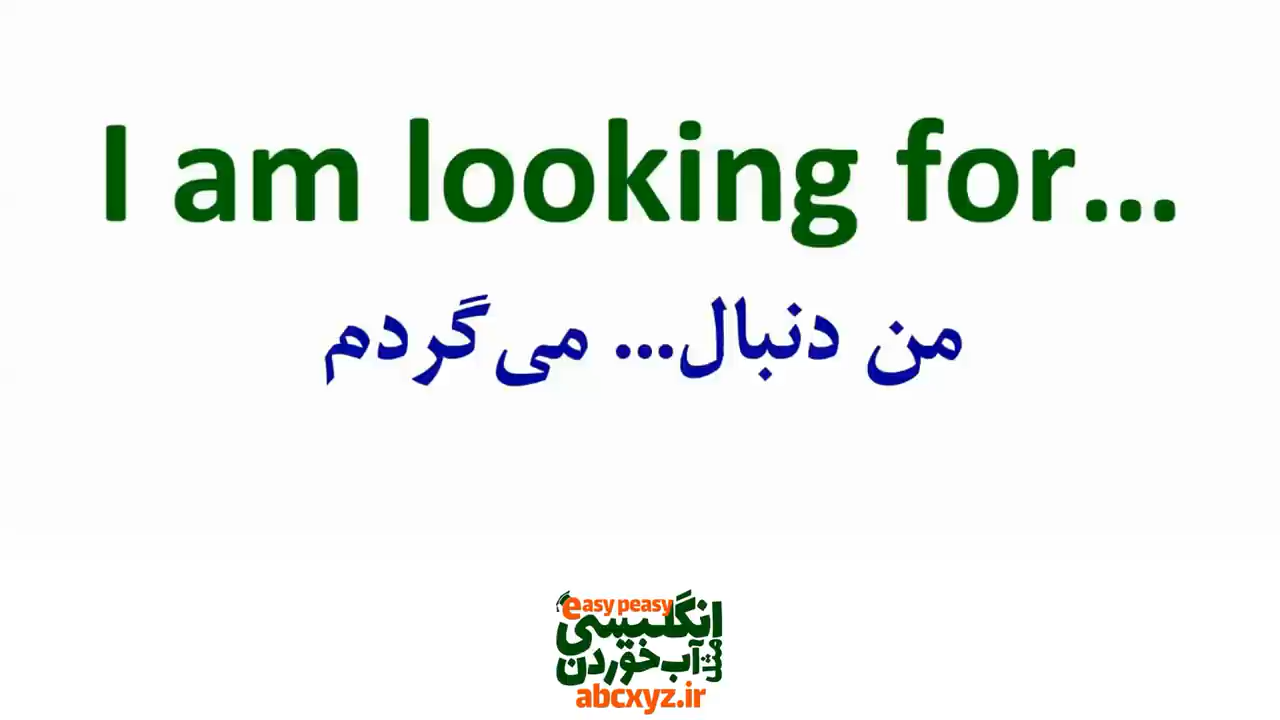 I am looking for...
من دنبال... می‌گردم
easy peasy
انگلیسی
مثل آب خوردن
abcxyz.ir